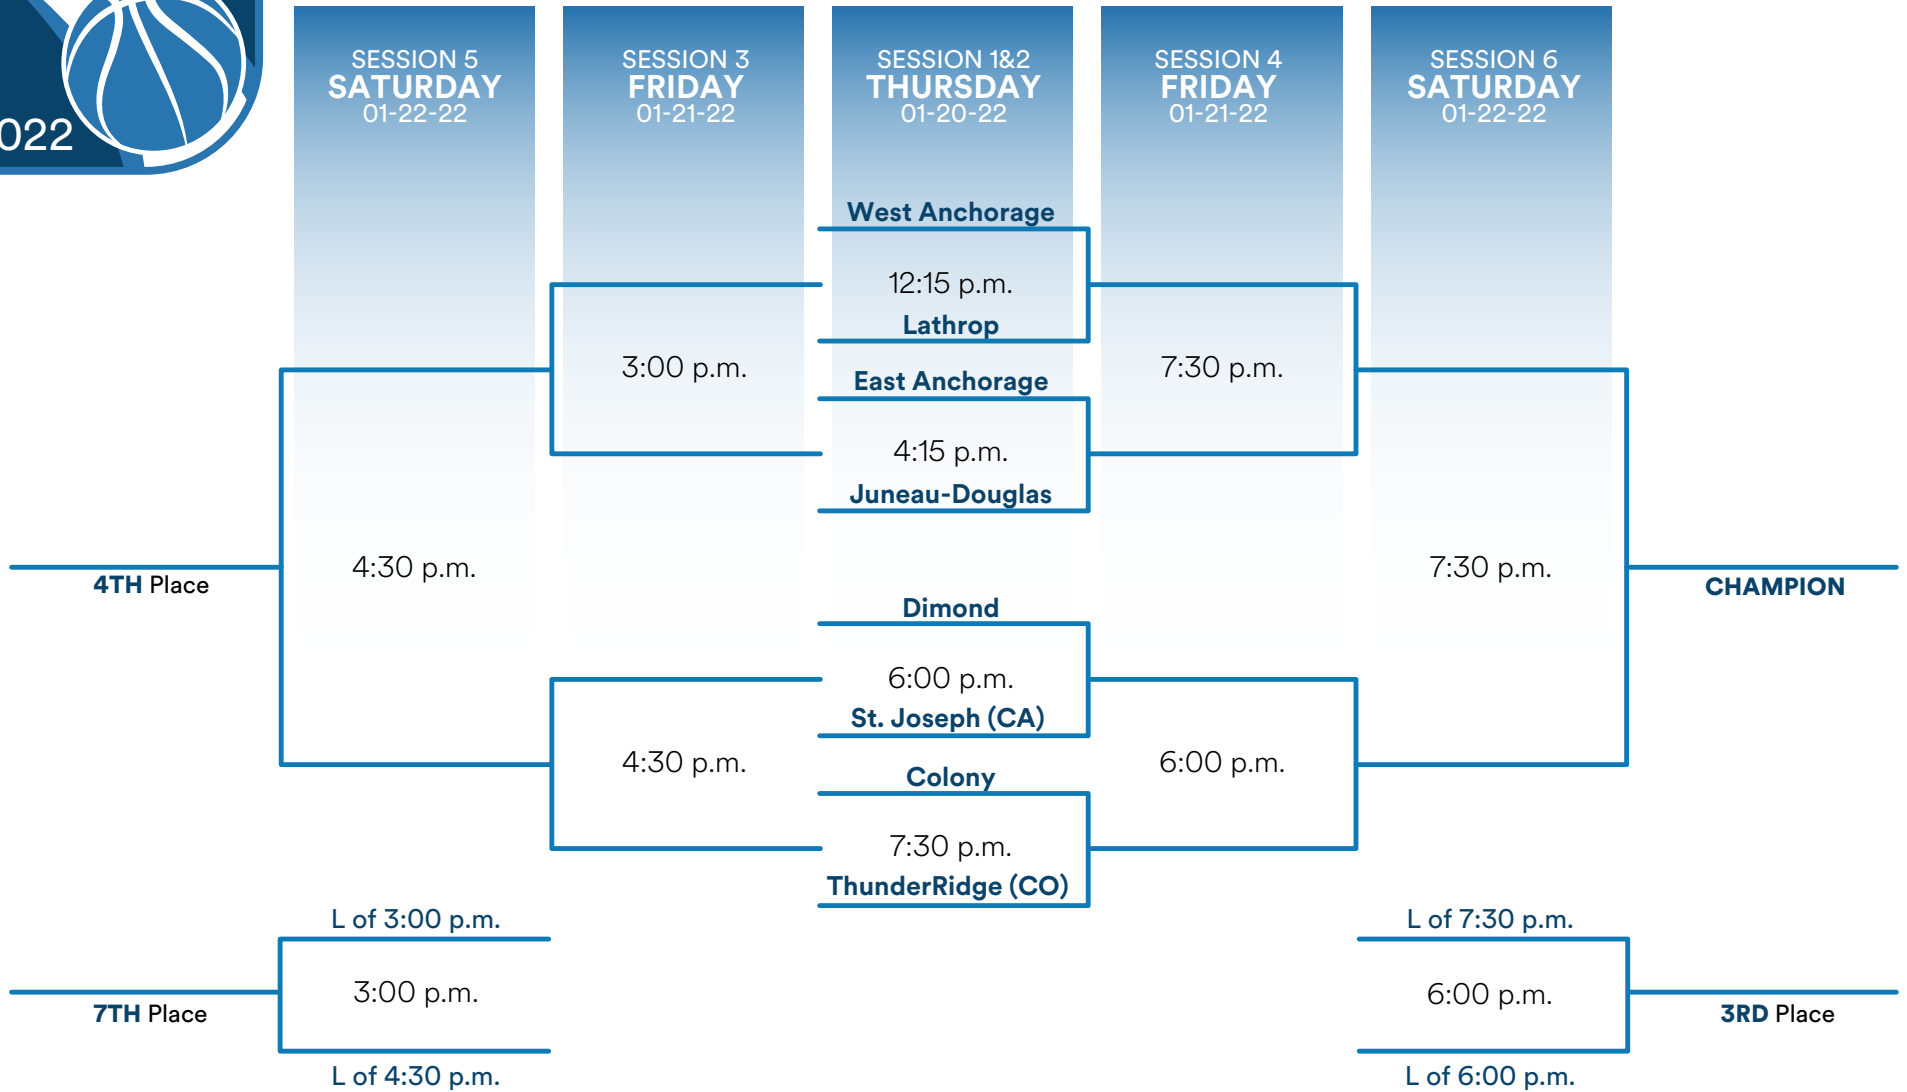 022
SESSION 5
SATURDAY
01-22-22
SESSION 3
FRIDAY
01-21-22
SESSION 1&2
THURSDAY
01-20-22
SESSION 4
FRIDAY
01-21-22
SESSION 6
SATURDAY
01-22-22
West Anchorage
12:15 p.m.
Lathrop
3:00 p.m.
7:30 p.m.
East Anchorage
4:15 p.m.
Juneau-Douglas
4:30 p.m.
7:30 p.m.
4TH Place
CHAMPION
Dimond
6:00 p.m.
St. Joseph (CA)
4:30 p.m.
6:00 p.m.
Colony
7:30 p.m.
ThunderRidge (CO)
L of 3:00 p.m.
3:00 p.m.
7TH Place
L of 4:30 p.m.
L of 7:30 p.m.
6:00 p.m.
3RD Place
L of 6:00 p.m.